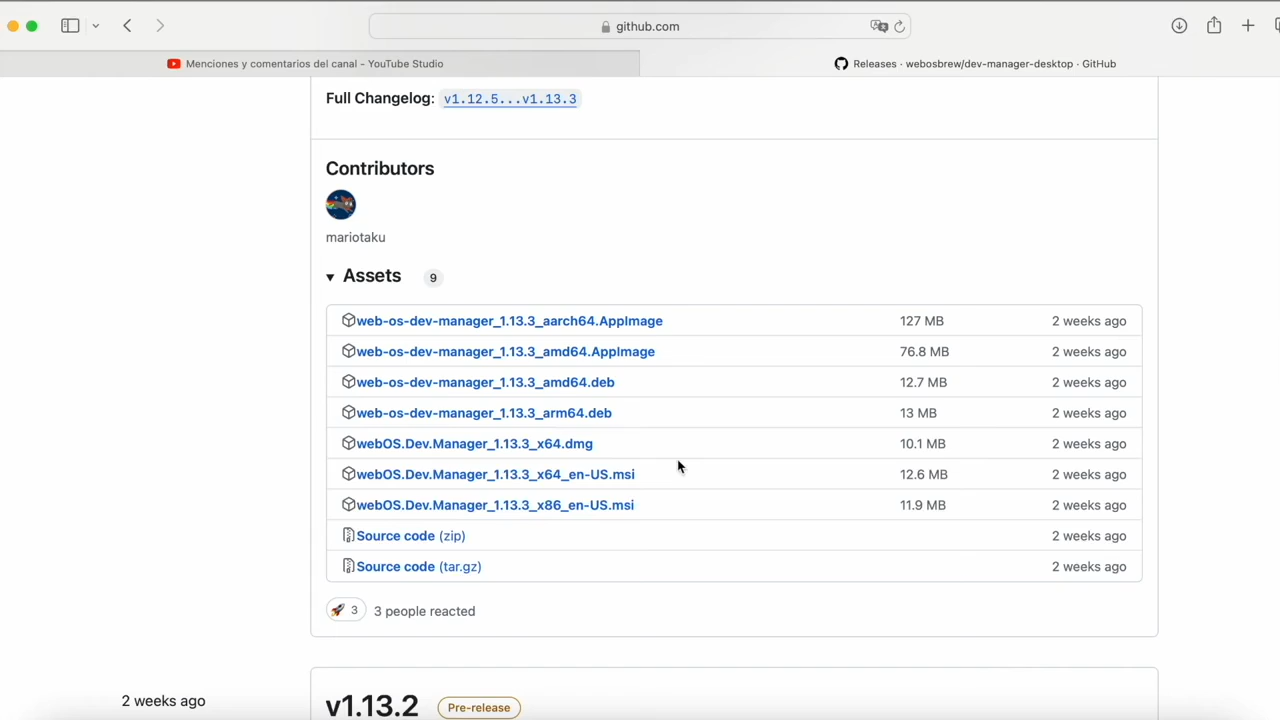 github.com
Menciones y comentarios del canal - YouTube Studio
Releases · webosbrew/dev-manager-desktop · GitHub
Full Changelog: v1.12.5...v1.13.3
Contributors
mariotaku
Assets 9
web-os-dev-manager_1.13.3_aarch64.AppImage 127 MB 2 weeks ago
web-os-dev-manager_1.13.3_amd64.AppImage 76.8 MB 2 weeks ago
web-os-dev-manager_1.13.3_amd64.deb 12.7 MB 2 weeks ago
web-os-dev-manager_1.13.3_arm64.deb 13 MB 2 weeks ago
webOS.Dev.Manager_1.13.3_x64.dmg 10.1 MB 2 weeks ago
webOS.Dev.Manager_1.13.3_x64_en-US.msi 12.6 MB 2 weeks ago
webOS.Dev.Manager_1.13.3_x86_en-US.msi 11.9 MB 2 weeks ago
Source code (zip) 2 weeks ago
Source code (tar.gz) 2 weeks ago
3 3 people reacted
2 weeks ago
v1.13.2 Pre-release